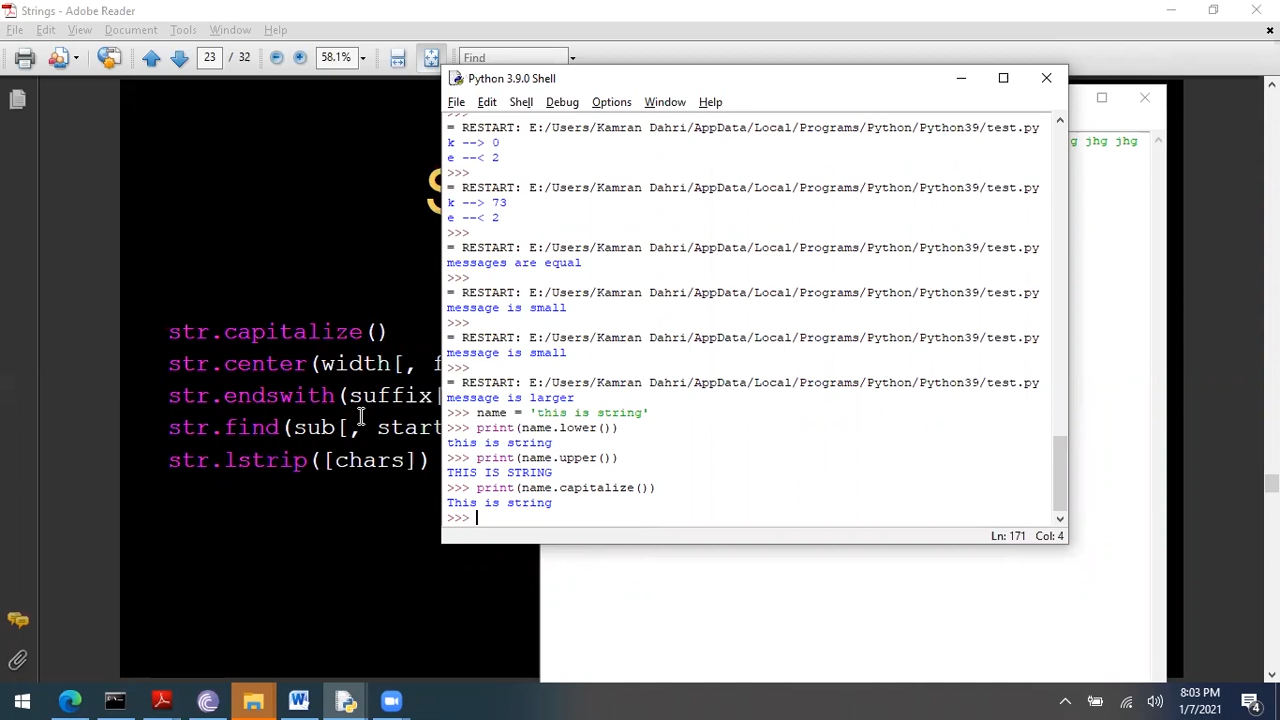 Strings - Adobe Reader
File Edit View Document Tools Window Help
23 / 32 58.1% Find
Python 3.9.0 Shell
File Edit Shell Debug Options Window Help
>>>
= RESTART: E:/Users/Kamran Dahri/AppData/Local/Programs/Python/Python39/test.py
k --> 0
e --< 2
>>>
= RESTART: E:/Users/Kamran Dahri/AppData/Local/Programs/Python/Python39/test.py
k --> 73
e --< 2
>>>
= RESTART: E:/Users/Kamran Dahri/AppData/Local/Programs/Python/Python39/test.py
messages are equal
>>>
= RESTART: E:/Users/Kamran Dahri/AppData/Local/Programs/Python/Python39/test.py
message is small
>>>
= RESTART: E:/Users/Kamran Dahri/AppData/Local/Programs/Python/Python39/test.py
message is small
>>>
= RESTART: E:/Users/Kamran Dahri/AppData/Local/Programs/Python/Python39/test.py
message is larger
>>> name = 'this is string'
>>> print(name.lower())
this is string
>>> print(name.upper())
THIS IS STRING
>>> print(name.capitalize())
This is string
>>>
Ln: 171 Col: 4
g jhg jhg
S
str.capitalize()
str.center(width[, f
str.endswith(suffix[
str.find(sub[, start
str.lstrip([chars])
8:03 PM
1/7/2021
4